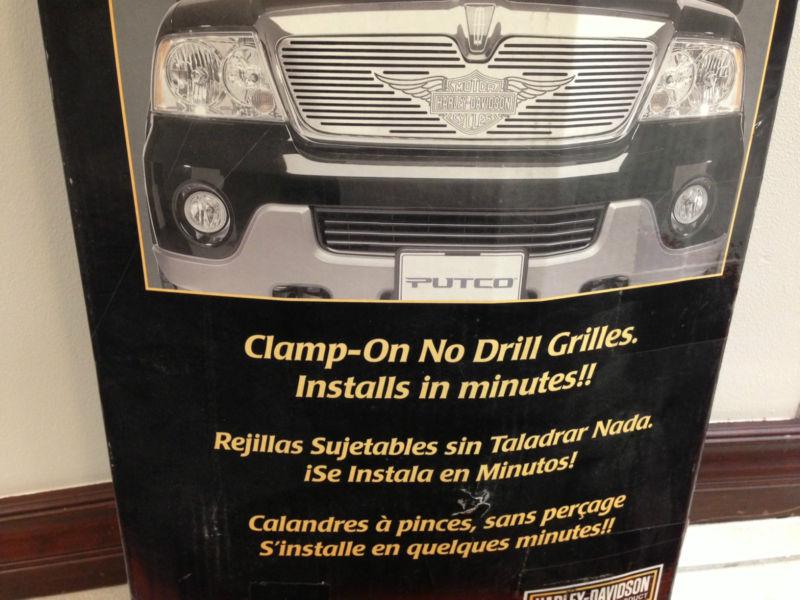 MOTOR
HARLEY-DAVIDSON
CYCLES
PUTCO
Clamp-On No Drill Grilles.
Installs in minutes!!
Rejillas Sujetables sin Taladrar Nada.
¡Se Instala en Minutos!
Calandres à pinces, sans perçage
S'installe en quelques minutes!!
HARLEY-DAVIDSON
PRODUCT